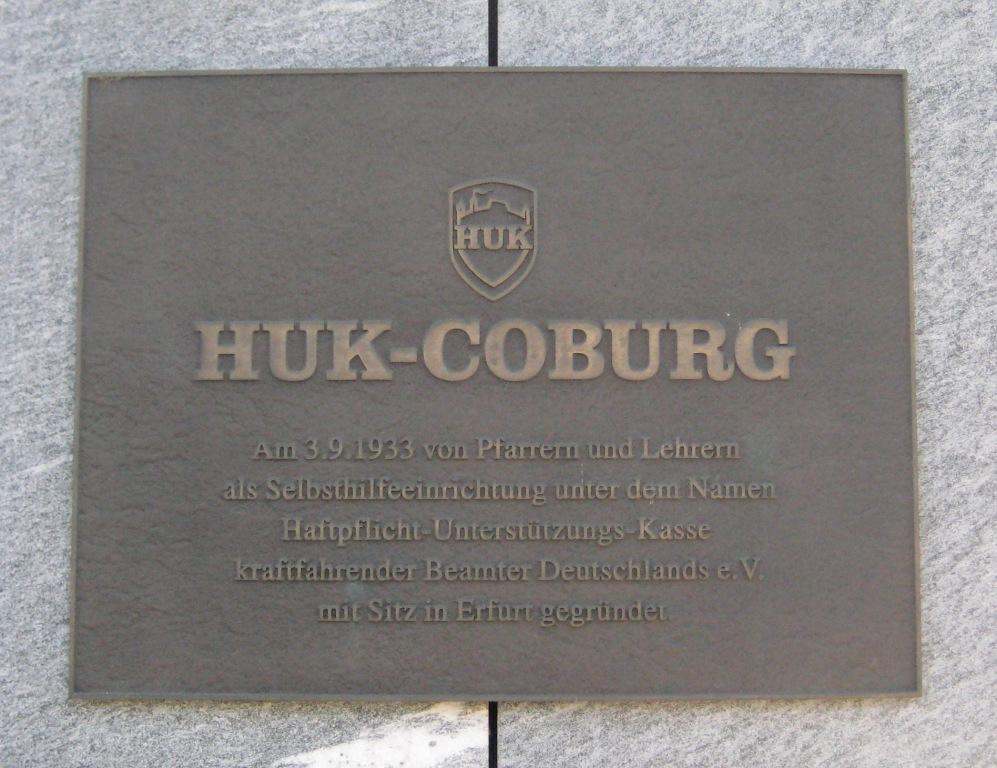 HUK
HUK-COBURG
Am 3.9.1933 von Pfarrern und Lehrern
als Selbsthilfeeinrichtung unter dem Namen
Haftpflicht-Unterstützungs-Kasse
kraftfahrender Beamter Deutschlands e.V.
mit Sitz in Erfurt gegründet